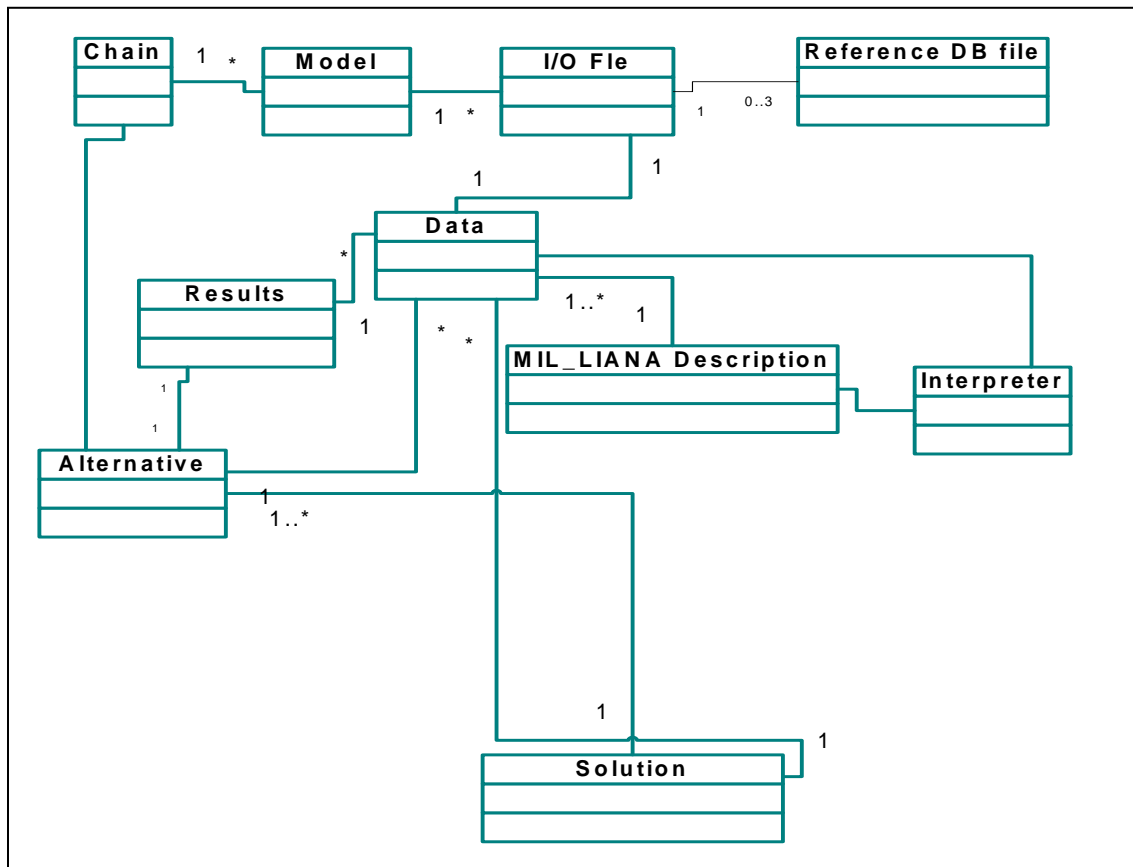 Chain
1
*
Model
1 *
I/O Fle
1
0..3
Reference DB file
1
1
Data
*
1
Results
* *
1..*
1
MIL_LIANA Description
Interpreter
1
1
Alternative
1
1..*
1
1
Solution